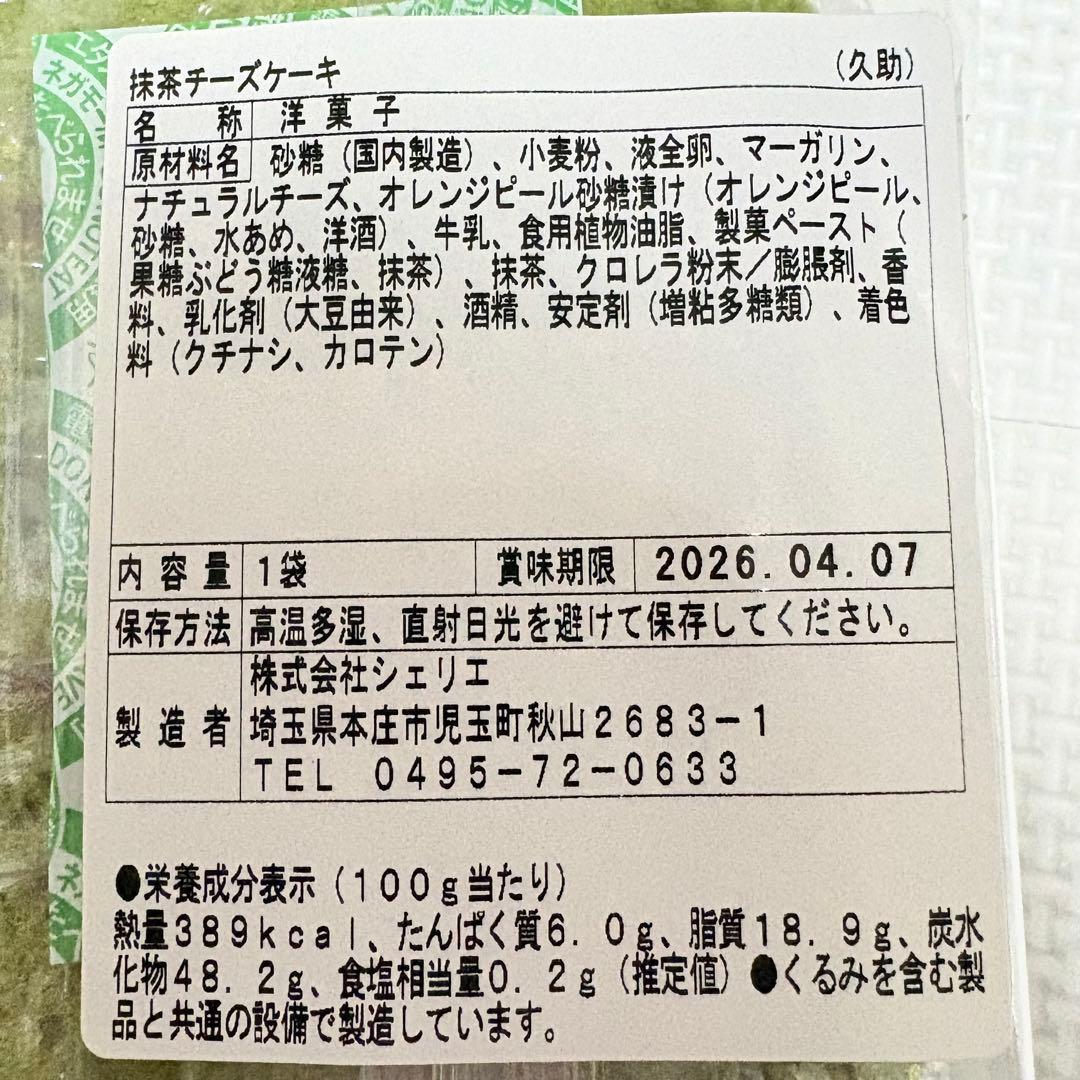 抹茶チーズケーキ （久助）
名称 洋菓子
原材料名 砂糖（国内製造）、小麦粉、液全卵、マーガリン、
ナチュラルチーズ、オレンジピール砂糖漬け（オレンジピール、
砂糖、水あめ、洋酒）、牛乳、食用植物油脂、製菓ペースト（
果糖ぶどう糖液糖、抹茶）、抹茶、クロレラ粉末／膨脹剤、香
料、乳化剤（大豆由来）、酒精、安定剤（増粘多糖類）、着色
料（クチナシ、カロテン）
内容量 1袋 賞味期限 2026.04.07
保存方法 高温多湿、直射日光を避けて保存してください。
製造者 株式会社シェリエ
埼玉県本庄市児玉町秋山２６８３－１
ＴＥＬ ０４９５－７２－０６３３
●栄養成分表示（１００ｇ当たり）
熱量３８９ｋｃａｌ、たんぱく質６．０ｇ、脂質１８．９ｇ、炭水
化物４８．２ｇ、食塩相当量０．２ｇ（推定値）●くるみを含む製
品と共通の設備で製造しています。
べられませ